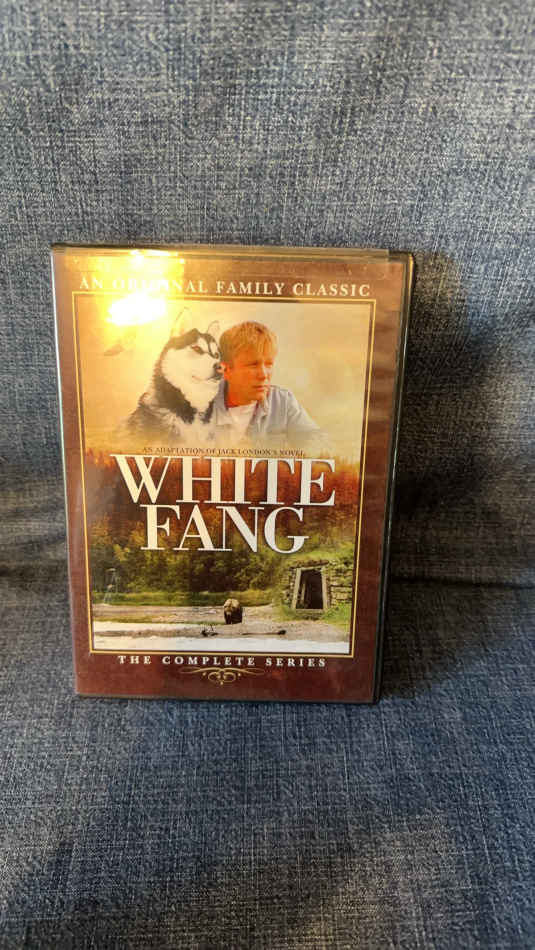 AN ORIGINAL FAMILY CLASSIC
AN ADAPTATION OF JACK LONDON'S NOVEL
WHITE
FANG
THE COMPLETE SERIES